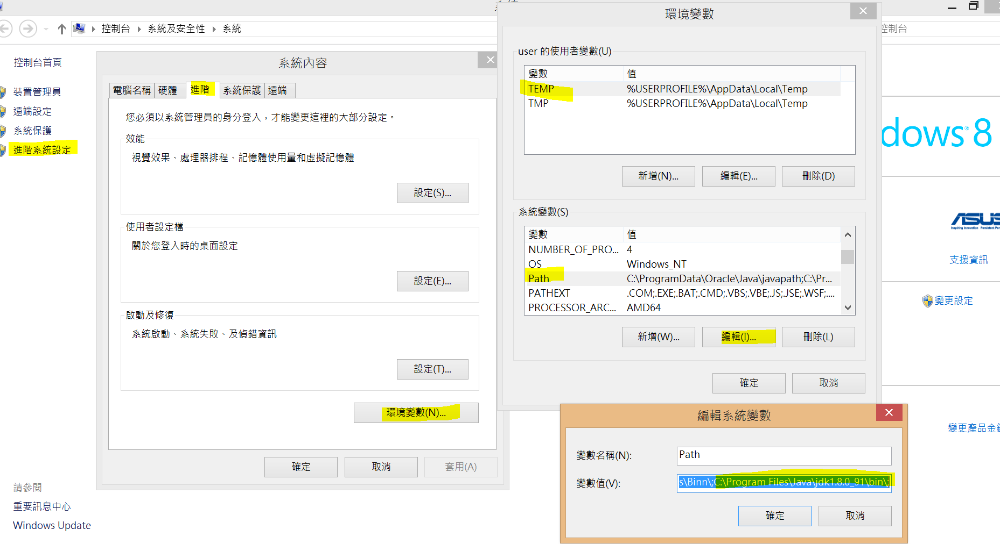 控制台 系統及安全性 系統
控制台首頁
裝置管理員
遠端設定
系統保護
進階系統設定
請參閱
重要訊息中心
Windows Update
系統內容
電腦名稱 硬體 進階 系統保護 遠端
您必須以系統管理員的身分登入，才能變更這裡的大部分設定。
效能
視覺效果、處理器排程、記憶體使用量和虛擬記憶體
設定(S)...
使用者設定檔
關於您登入時的桌面設定
設定(E)...
啟動及修復
系統啟動、系統失敗、及偵錯資訊
設定(T)...
環境變數(N)...
確定 取消 套用(A)
環境變數
user 的使用者變數(U)
變數 值
TEMP %USERPROFILE%\AppData\Local\Temp
TMP %USERPROFILE%\AppData\Local\Temp
新增(N)... 編輯(E)... 刪除(D)
系統變數(S)
變數 值
NUMBER_OF_PRO... 4
OS Windows_NT
Path C:\ProgramData\Oracle\Java\javapath;C:\Pr...
PATHEXT .COM;.EXE;.BAT;.CMD;.VBS;.VBE;.JS;.JSE;.WSF;....
PROCESSOR_ARC... AMD64
新增(W)... 編輯(I)... 刪除(L)
確定 取消
編輯系統變數
變數名稱(N): Path
變數值(V): s\Binn\;C:\Program Files\Java\jdk1.8.0_91\bin\;
確定 取消
控制台
dows® 8
ASUS
支援資訊
變更設定
變更產品金